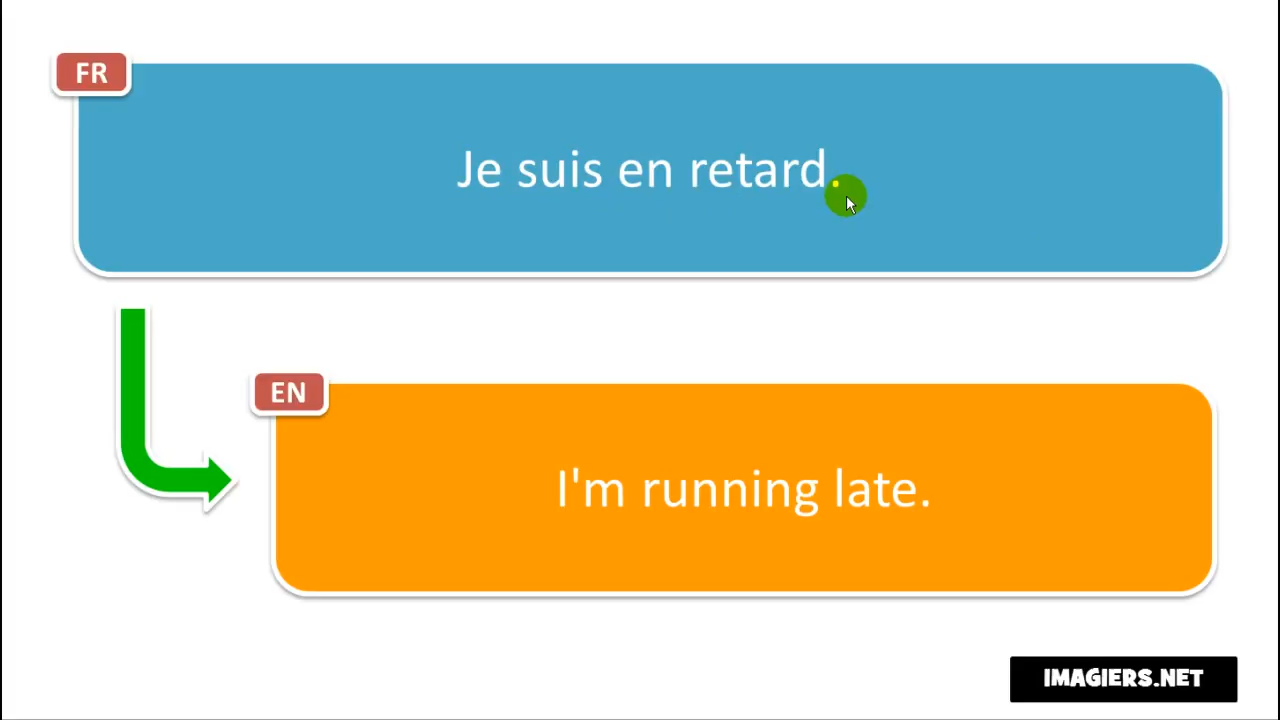 FR
Je suis en retard.
EN
I'm running late.
IMAGIERS.NET